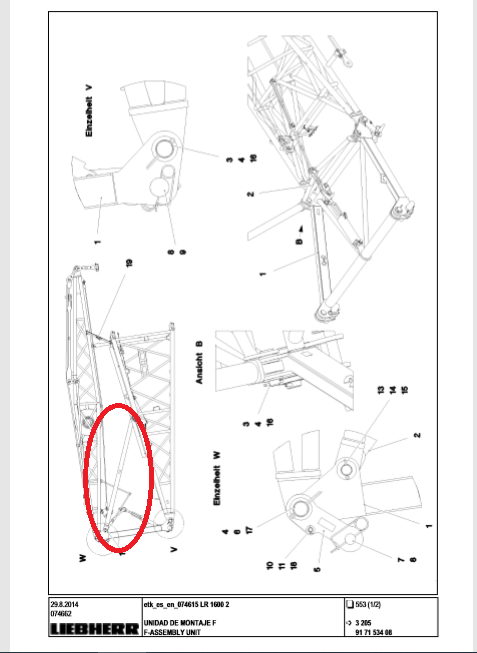 Einzelheit V
3 4 16
2
1
8 9
B
1
19
Ansicht B
3 4 16
13 14 15
Einzelheit W
2
4 6 17
1
10 11 18
5
7 8
W
V
29.8.2014
074662
etk_es_en_074615 LR 1600 2
553 (1/2)
LIEBHERR
UNIDAD DE MONTAJE F
F-ASSEMBLY UNIT
3 205
91 71 534 08